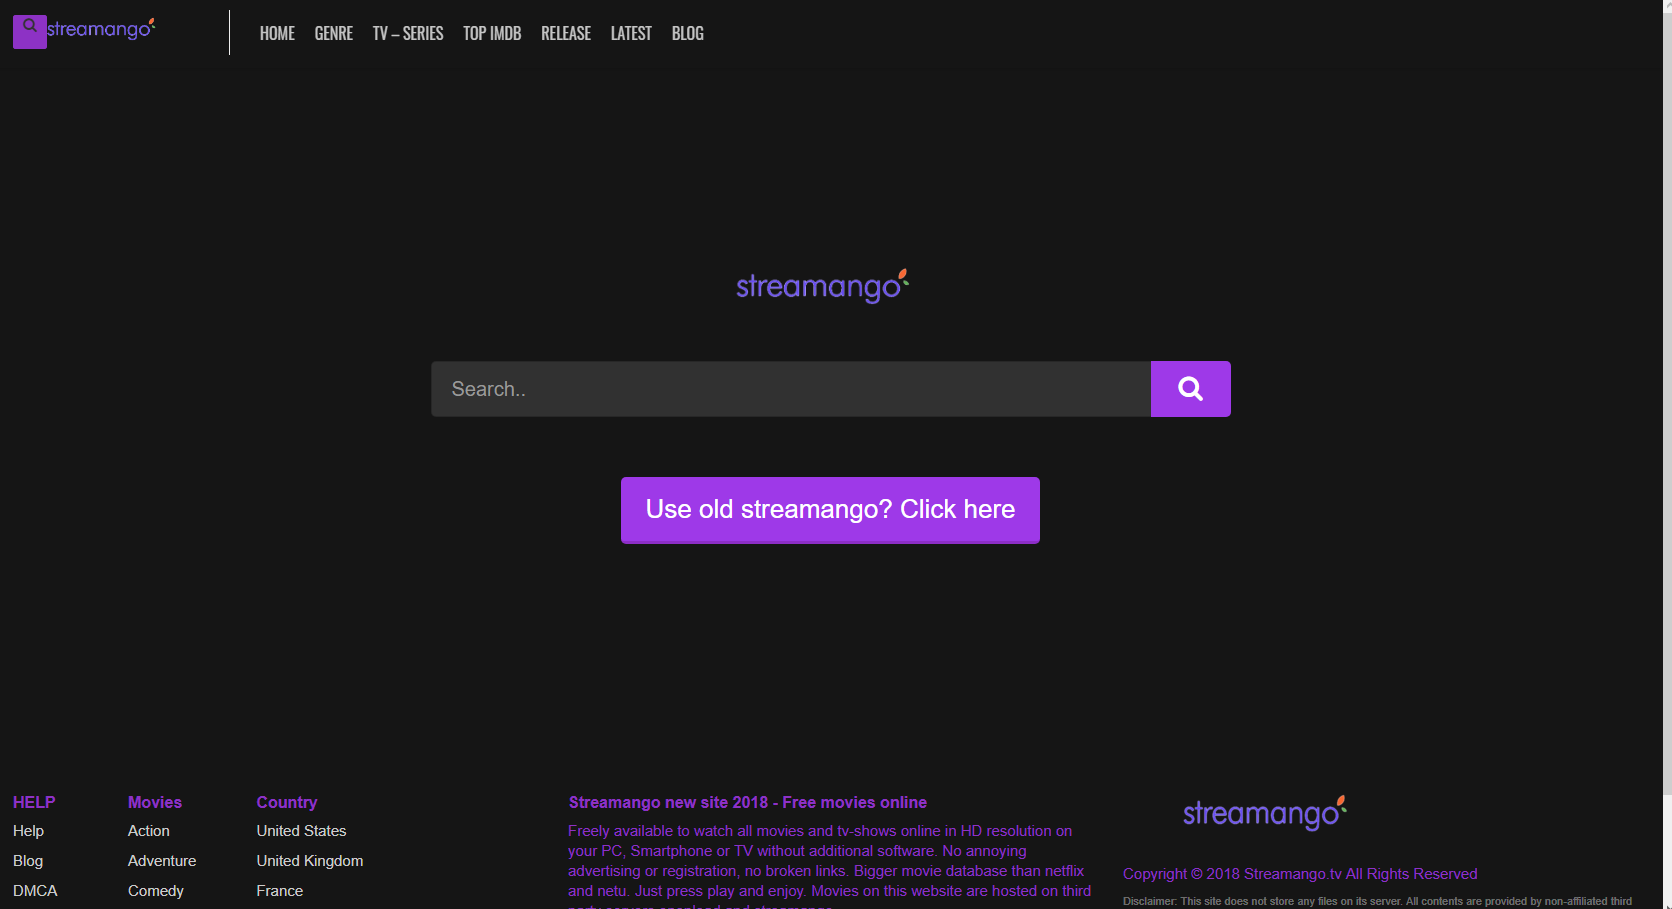 streamango
HOME GENRE TV – SERIES TOP IMDB RELEASE LATEST BLOG
streamango
Search..
Use old streamango? Click here
HELP
Help
Blog
DMCA
Movies
Action
Adventure
Comedy
Country
United States
United Kingdom
France
Streamango new site 2018 - Free movies online
Freely available to watch all movies and tv-shows online in HD resolution on
your PC, Smartphone or TV without additional software. No annoying
advertising or registration, no broken links. Bigger movie database than netflix
and netu. Just press play and enjoy. Movies on this website are hosted on third
party servers openload and streamango.
streamango
Copyright © 2018 Streamango.tv All Rights Reserved
Disclaimer: This site does not store any files on its server. All contents are provided by non-affiliated third